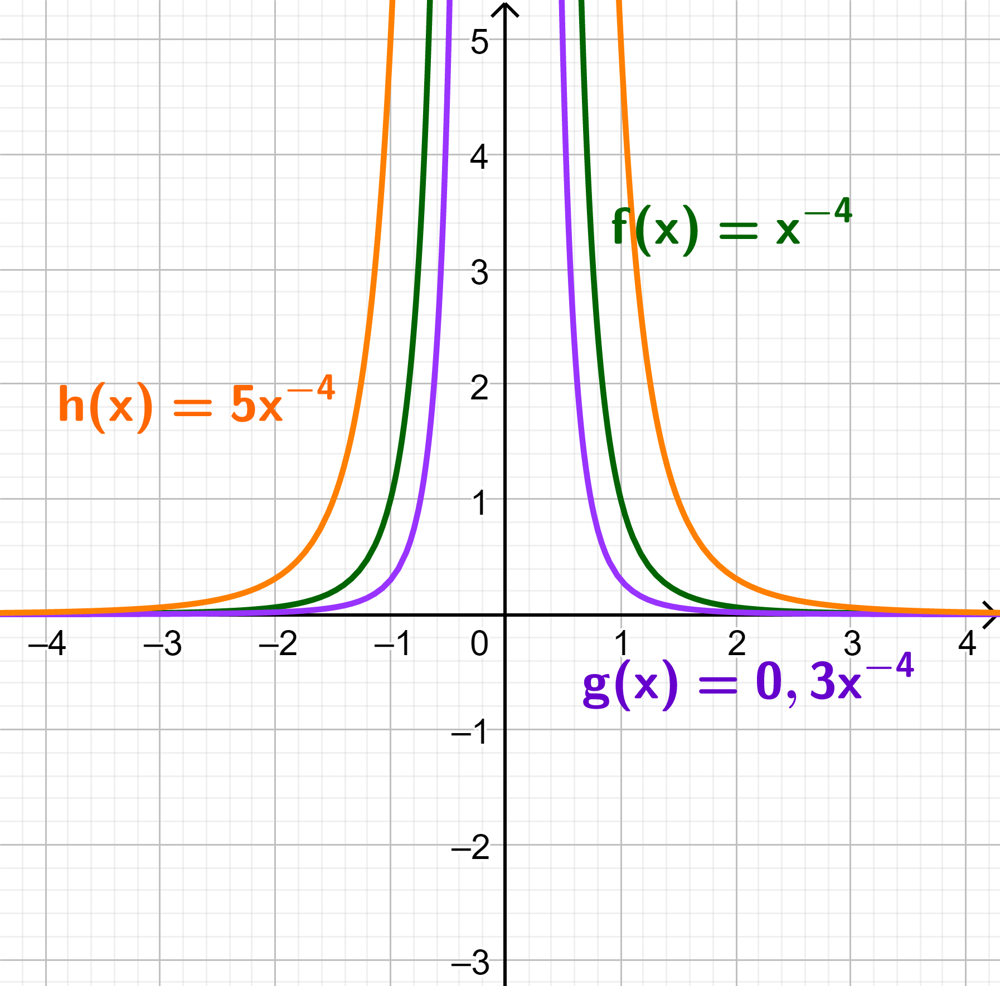 5
4
f(x) = x⁻⁴
3
h(x) = 5x⁻⁴
2
1
–4 –3 –2 –1 0 1 2 3 4
g(x) = 0,3x⁻⁴
–1
–2
–3